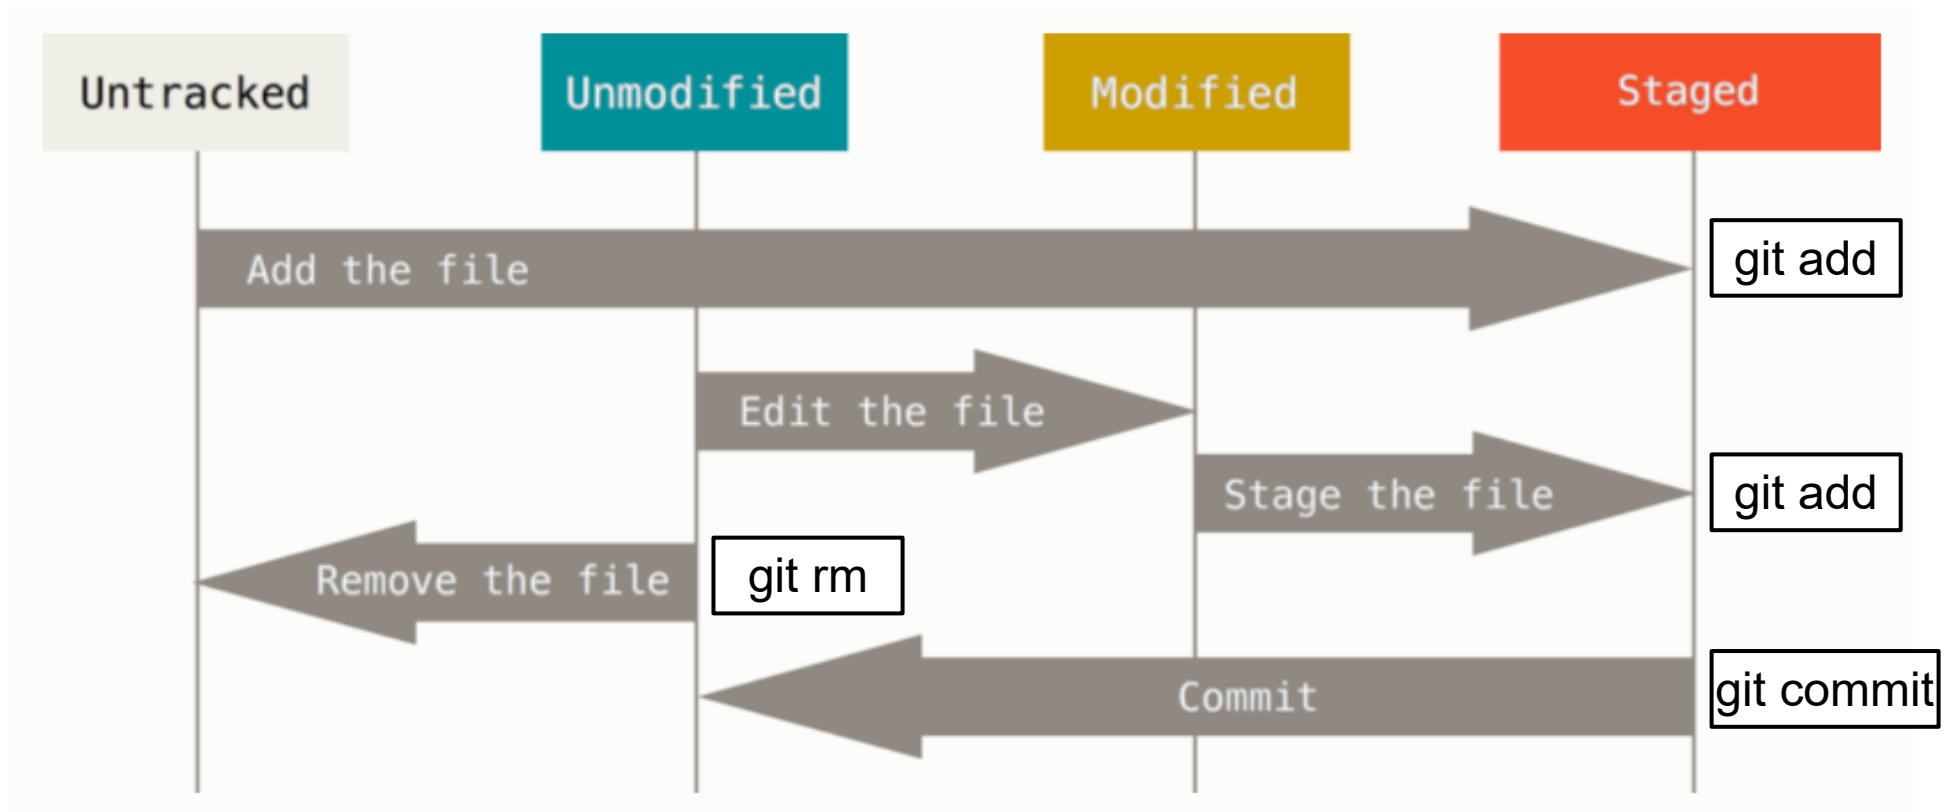 Untracked
Unmodified
Modified
Staged
Add the file
git add
Edit the file
Stage the file
git add
Remove the file
git rm
Commit
git commit